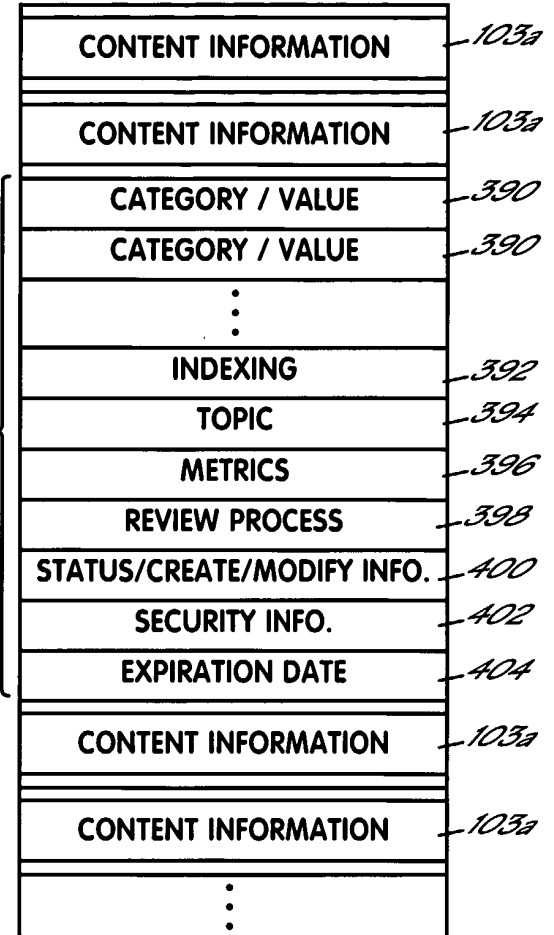 CONTENT INFORMATION 103a
CONTENT INFORMATION 103a
CATEGORY / VALUE 390
CATEGORY / VALUE 390
INDEXING 392
TOPIC 394
METRICS 396
REVIEW PROCESS 398
STATUS/CREATE/MODIFY INFO. 400
SECURITY INFO. 402
EXPIRATION DATE 404
CONTENT INFORMATION 103a
CONTENT INFORMATION 103a